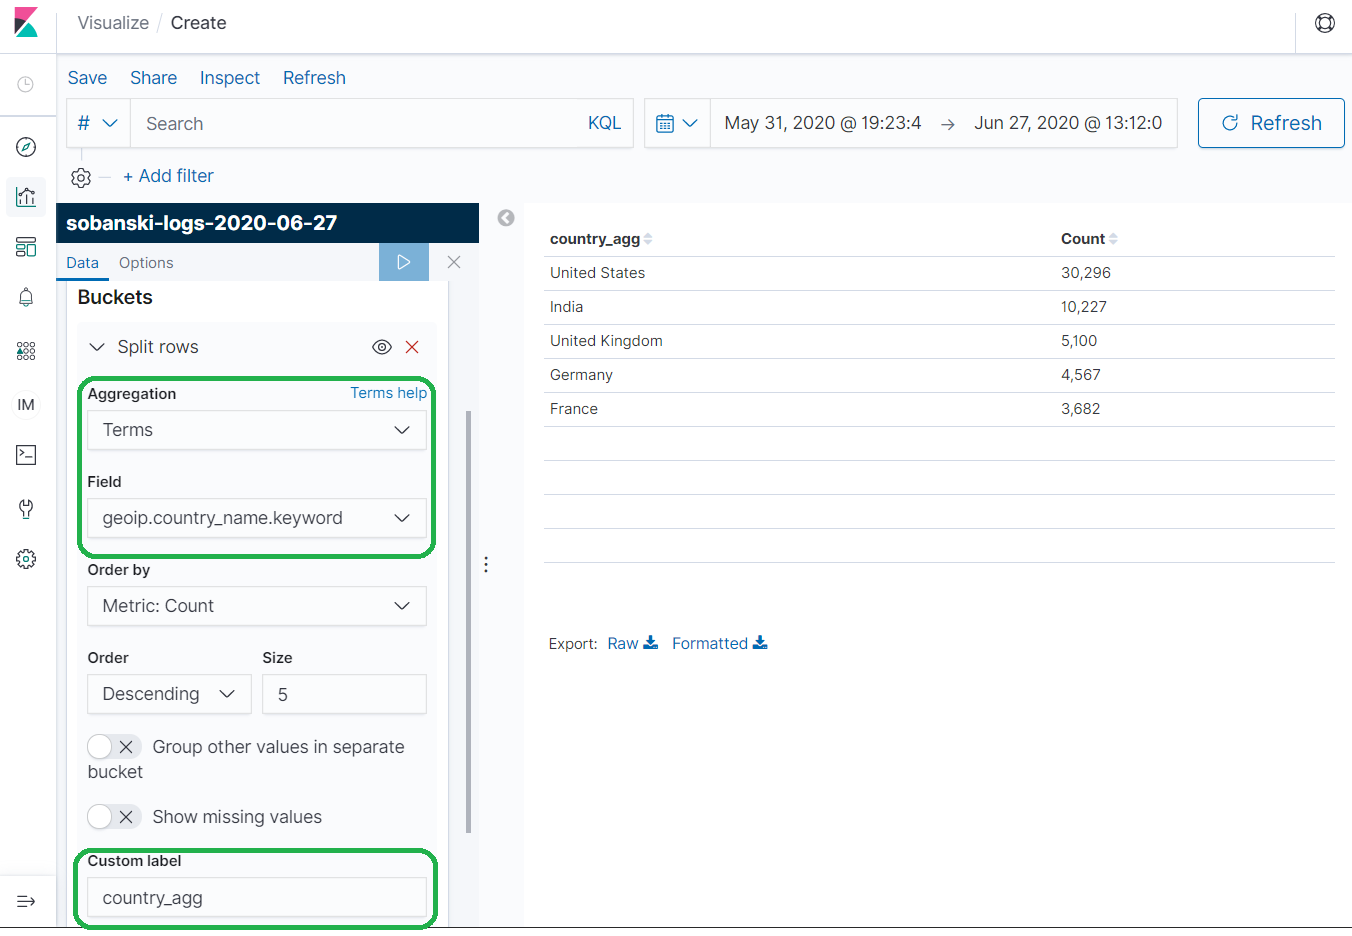 Visualize / Create
Save Share Inspect Refresh
# Search KQL May 31, 2020 @ 19:23:4 → Jun 27, 2020 @ 13:12:0 Refresh
+ Add filter
sobanski-logs-2020-06-27
Data Options
Buckets
Split rows
Aggregation Terms help
Terms
Field
geoip.country_name.keyword
Order by
Metric: Count
Order Size
Descending 5
Group other values in separate
bucket
Show missing values
Custom label
country_agg
IM
country_agg Count
United States 30,296
India 10,227
United Kingdom 5,100
Germany 4,567
France 3,682
Export: Raw Formatted